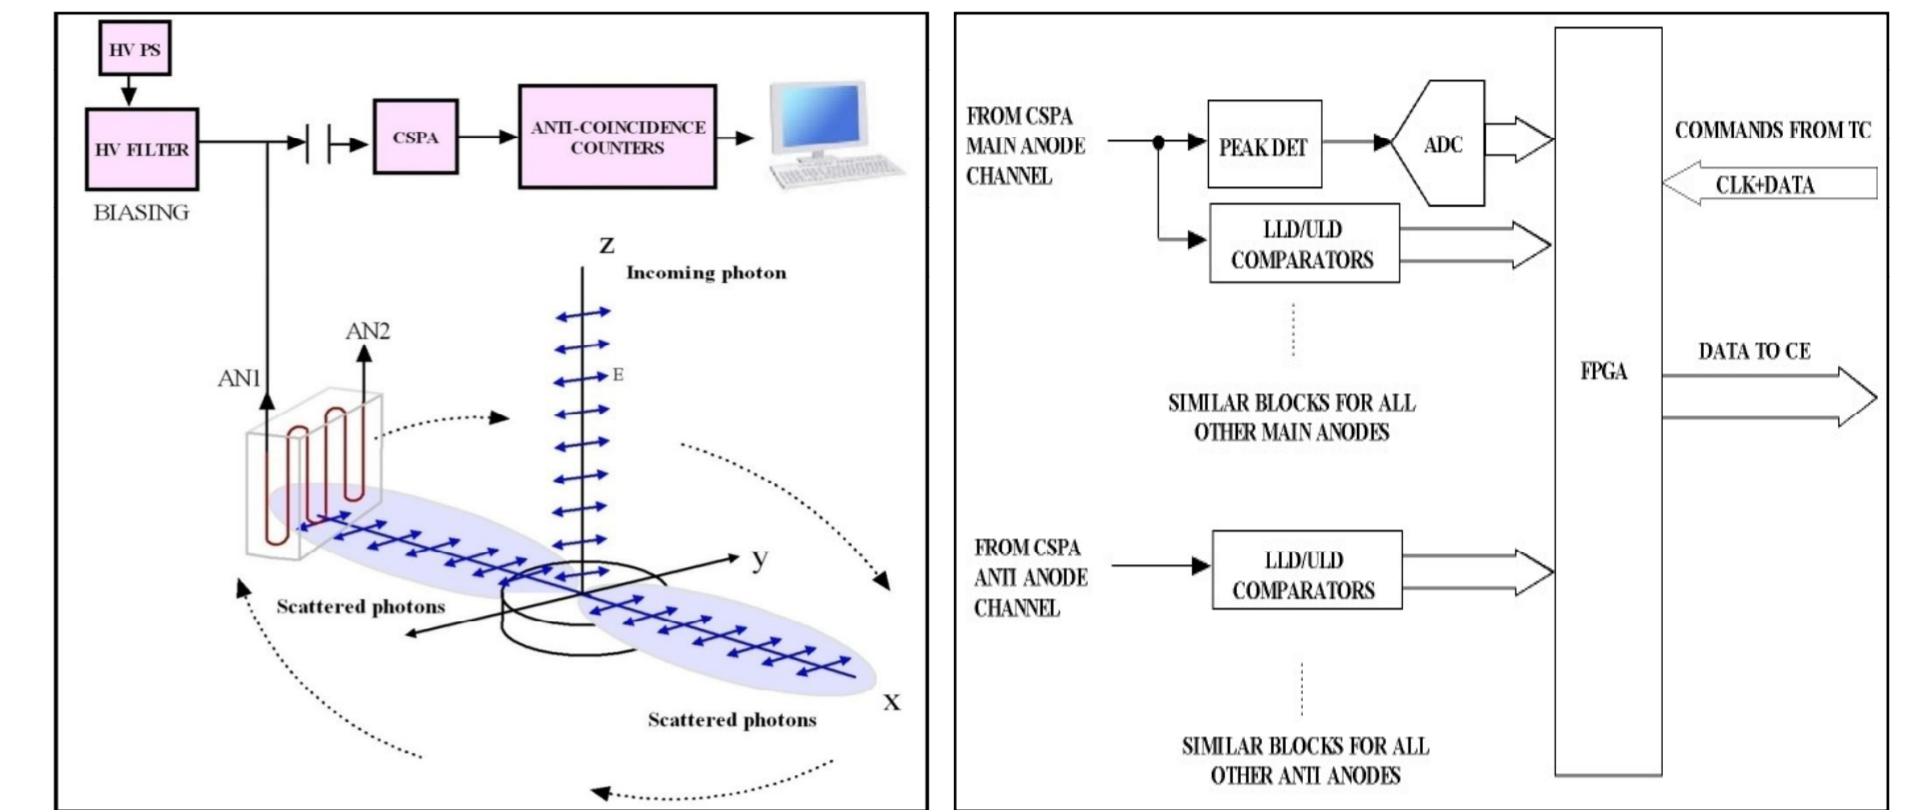 HV PS
HV FILTER
BIASING
CSPA
ANTI-COINCIDENCE
COUNTERS
Z
Incoming photon
E
AN2
AN1
y
Scattered photons
X
Scattered photons
FROM CSPA
MAIN ANODE
CHANNEL
PEAK DET
ADC
LLD/ULD
COMPARATORS
SIMILAR BLOCKS FOR ALL
OTHER MAIN ANODES
FROM CSPA
ANTI ANODE
CHANNEL
LLD/ULD
COMPARATORS
SIMILAR BLOCKS FOR ALL
OTHER ANTI ANODES
FPGA
COMMANDS FROM TC
CLK+DATA
DATA TO CE